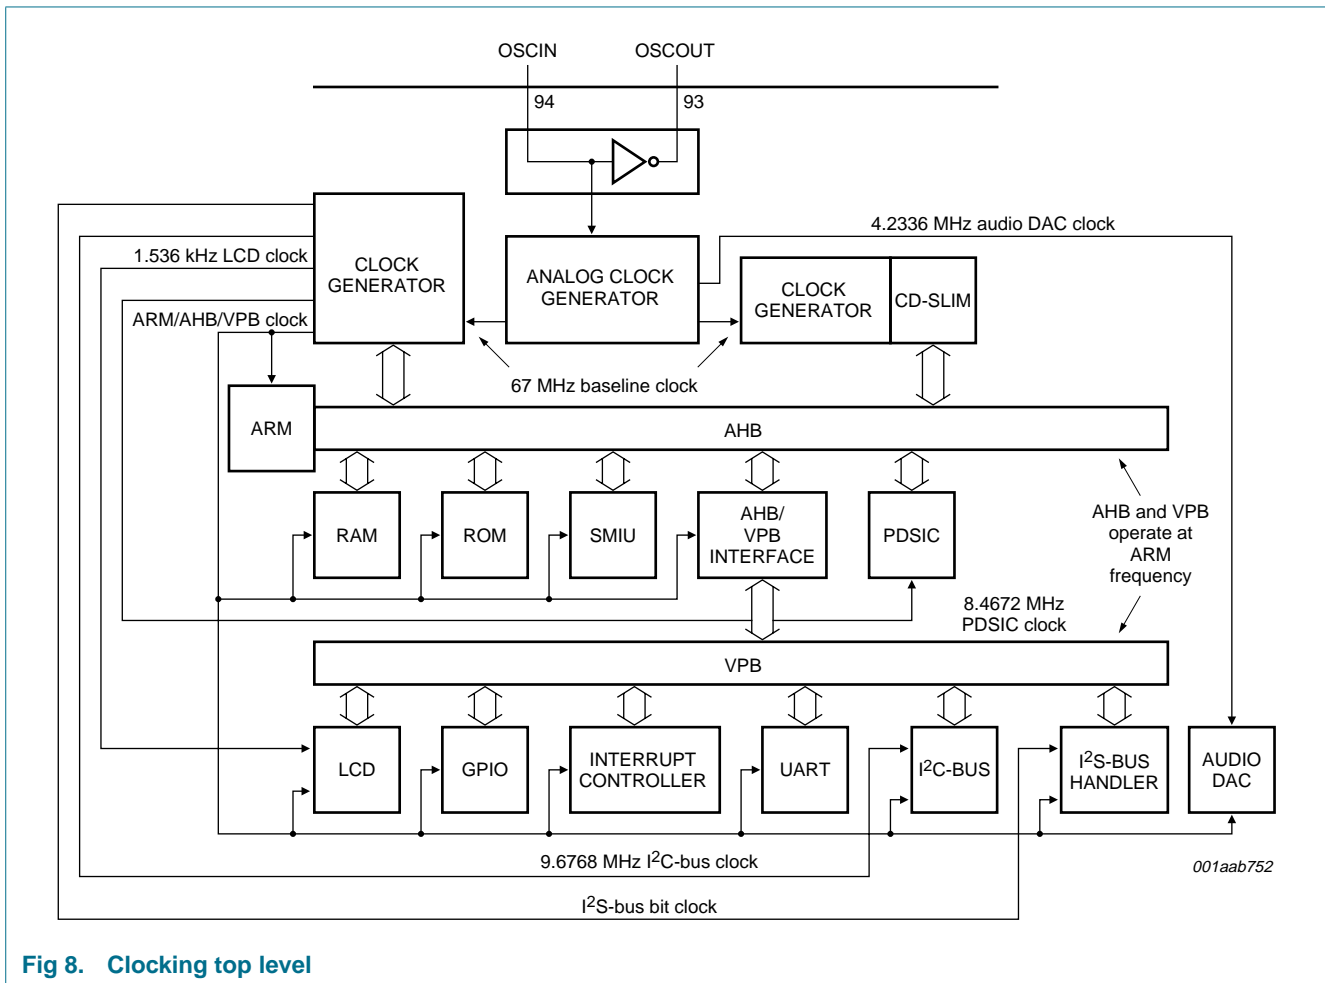 OSCIN
OSCOUT
94
93
4.2336 MHz audio DAC clock
1.536 kHz LCD clock
CLOCK
GENERATOR
ANALOG CLOCK
GENERATOR
CLOCK
GENERATOR
CD-SLIM
ARM/AHB/VPB clock
67 MHz baseline clock
ARM
AHB
RAM
ROM
SMIU
AHB/
VPB
INTERFACE
PDSIC
AHB and VPB
operate at
ARM
frequency
8.4672 MHz
PDSIC clock
VPB
LCD
GPIO
INTERRUPT
CONTROLLER
UART
I²C-BUS
I²S-BUS
HANDLER
AUDIO
DAC
9.6768 MHz I²C-bus clock
001aab752
I²S-bus bit clock
Fig 8. Clocking top level